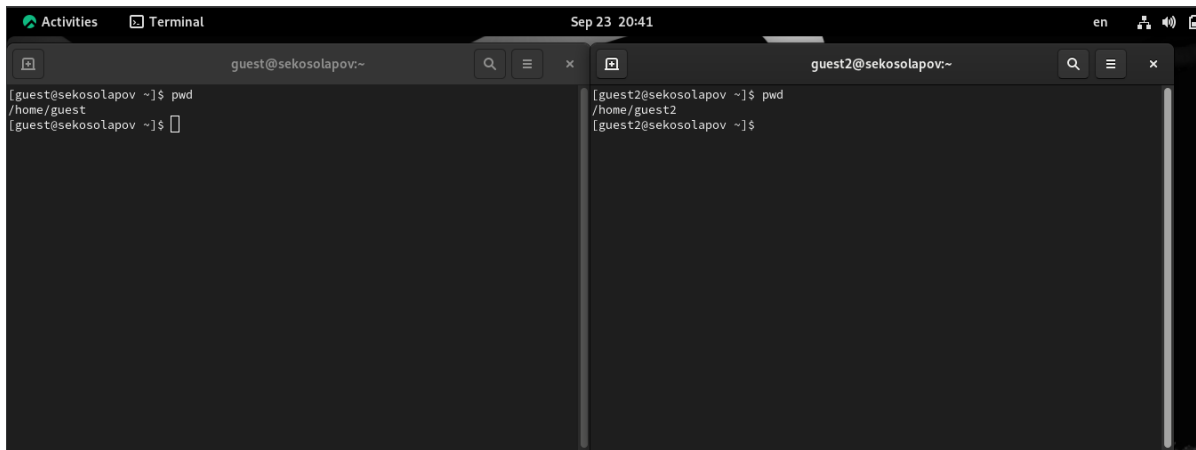 Activities Terminal Sep 23 20:41 en
guest@sekosolapov:~
[guest@sekosolapov ~]$ pwd
/home/guest
[guest@sekosolapov ~]$
guest2@sekosolapov:~
[guest2@sekosolapov ~]$ pwd
/home/guest2
[guest2@sekosolapov ~]$